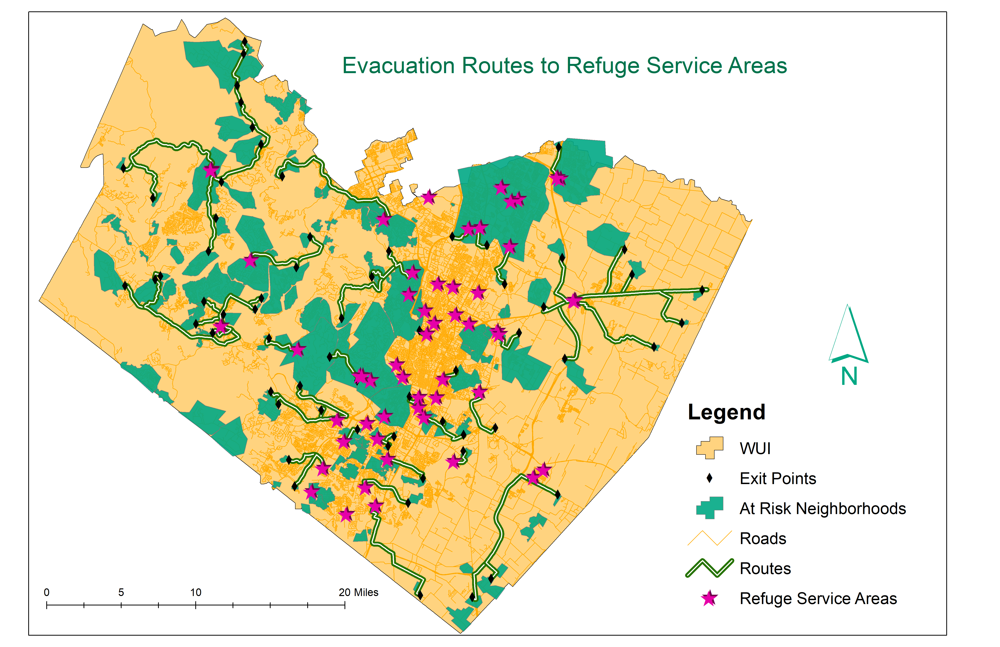 Evacuation Routes to Refuge Service Areas
N
Legend
WUI
Exit Points
At Risk Neighborhoods
Roads
Routes
Refuge Service Areas
0 5 10 20 Miles